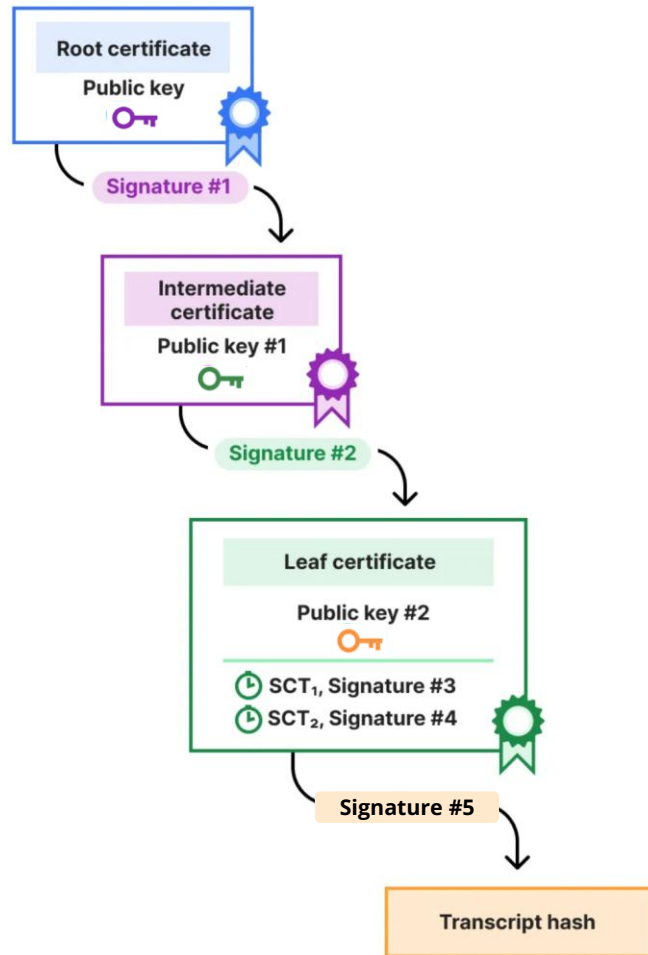 Root certificate
Public key
Signature #1
Intermediate
certificate
Public key #1
Signature #2
Leaf certificate
Public key #2
SCT₁, Signature #3
SCT₂, Signature #4
Signature #5
Transcript hash